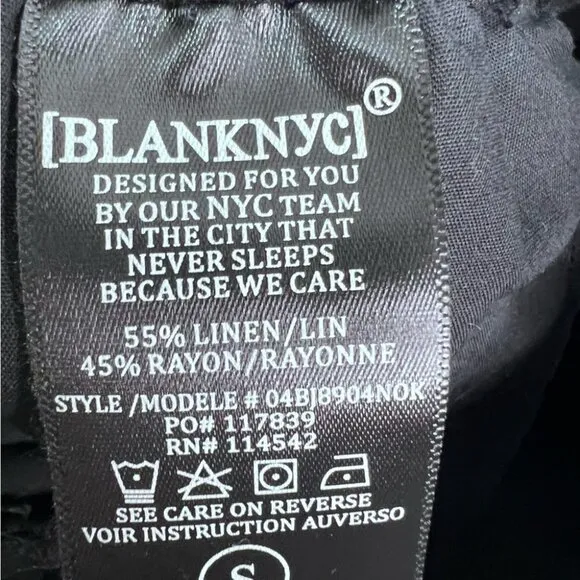 [BLANKNYC]®
DESIGNED FOR YOU
BY OUR NYC TEAM
IN THE CITY THAT
NEVER SLEEPS
BECAUSE WE CARE
55% LINEN/LIN
45% RAYON/RAYONNE
STYLE /MODELE # 04BJ8904NOK
PO# 117839
RN# 114542
SEE CARE ON REVERSE
VOIR INSTRUCTION AUVERSO
S